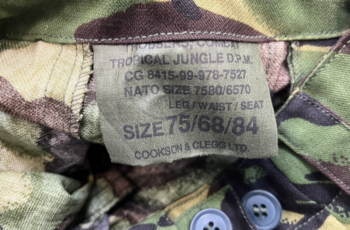 TROUSERS, COMBAT
TROPICAL JUNGLE D.P.M.
CG 8415-99-978-7527
NATO SIZE 7580/6570
LEG/WAIST/SEAT
SIZE 75/68/84
COOKSON & CLEGG LTD.